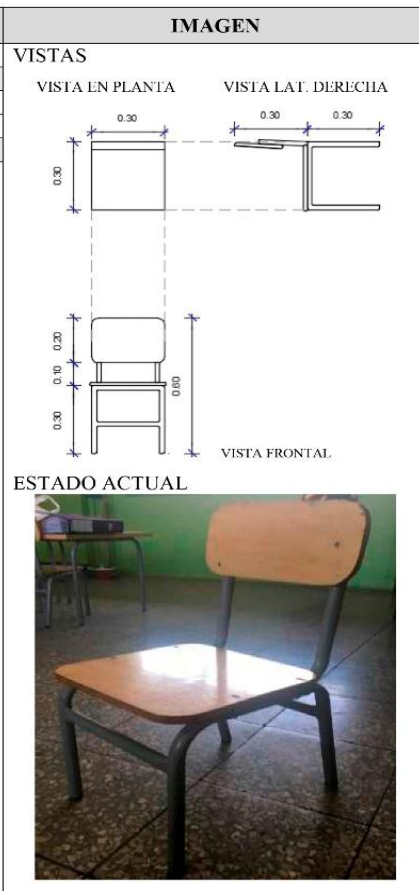 IMAGEN
VISTAS
VISTA EN PLANTA
VISTA LAT. DERECHA
0.30
0.30
0.30
0.30
0.20
0.10
0.30
0.60
VISTA FRONTAL
ESTADO ACTUAL